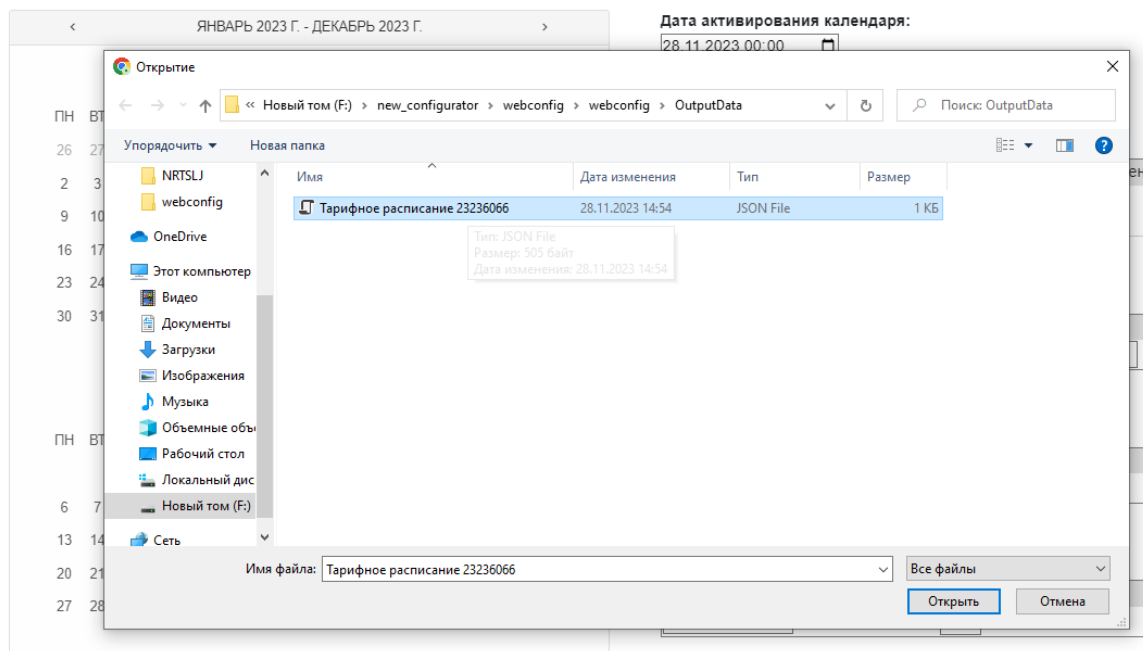 ‹ ЯНВАРЬ 2023 Г. - ДЕКАБРЬ 2023 Г. ›
Дата активирования календаря:
28.11.2023 00:00
Открытие
« Новый том (F:) › new_configurator › webconfig › webconfig › OutputData
Поиск: OutputData
Упорядочить
Новая папка
ПН ВТ
26 27
2 3
9 10
16 17
23 24
30 31
ПН ВТ
6 7
13 14
20 21
27 28
NRTSLJ
webconfig
OneDrive
Этот компьютер
Видео
Документы
Загрузки
Изображения
Музыка
Объемные объ
Рабочий стол
Локальный дис
Новый том (F:)
Сеть
Имя Дата изменения Тип Размер
Тарифное расписание 23236066 28.11.2023 14:54 JSON File 1 КБ
Тип: JSON File
Размер: 505 байт
Дата изменения: 28.11.2023 14:54
Имя файла: Тарифное расписание 23236066
Все файлы
Открыть Отмена